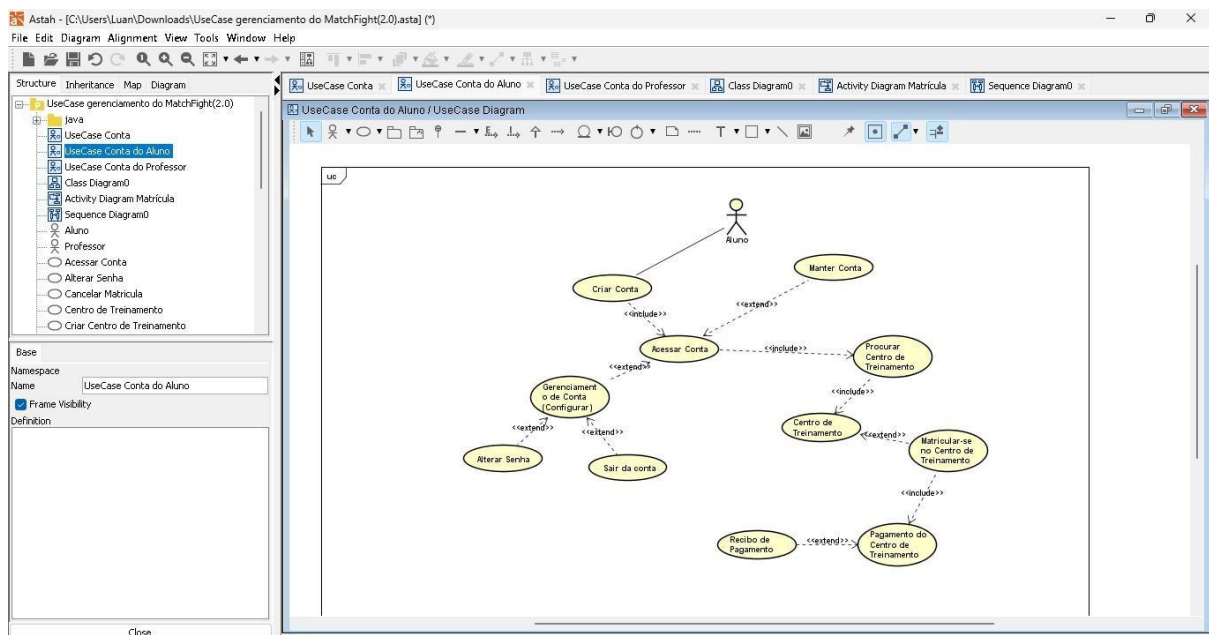 Astah - [C:\Users\Luan\Downloads\UseCase gerenciamento do MatchFight(2.0).asta] (*)
File Edit Diagram Alignment View Tools Window Help
Structure Inheritance Map Diagram
UseCase gerenciamento do MatchFight(2.0)
java
UseCase Conta
UseCase Conta do Aluno
UseCase Conta do Professor
Class Diagram0
Activity Diagram Matrícula
Sequence Diagram0
Aluno
Professor
Acessar Conta
Alterar Senha
Cancelar Matricula
Centro de Treinamento
Criar Centro de Treinamento
Base
Namespace
Name UseCase Conta do Aluno
Frame Visibility
Definition
Close
UseCase Conta UseCase Conta do Aluno UseCase Conta do Professor Class Diagram0 Activity Diagram Matrícula Sequence Diagram0
UseCase Conta do Aluno / UseCase Diagram
T
uc
Aluno
Manter Conta
Criar Conta
<<extend>>
<<include>>
Acessar Conta
<<include>>
Procurar
Centro de
Treinamento
<<extend>>
Gerenciament
o de Conta
(Configurar)
<<include>>
Centro de
Treinamento
<<extend>>
<<extend>>
<<extend>>
Matricular-se
no Centro de
Treinamento
Alterar Senha
Sair da conta
<<include>>
Recibo de
Pagamento
<<extend>>
Pagamento do
Centro de
Treinamento